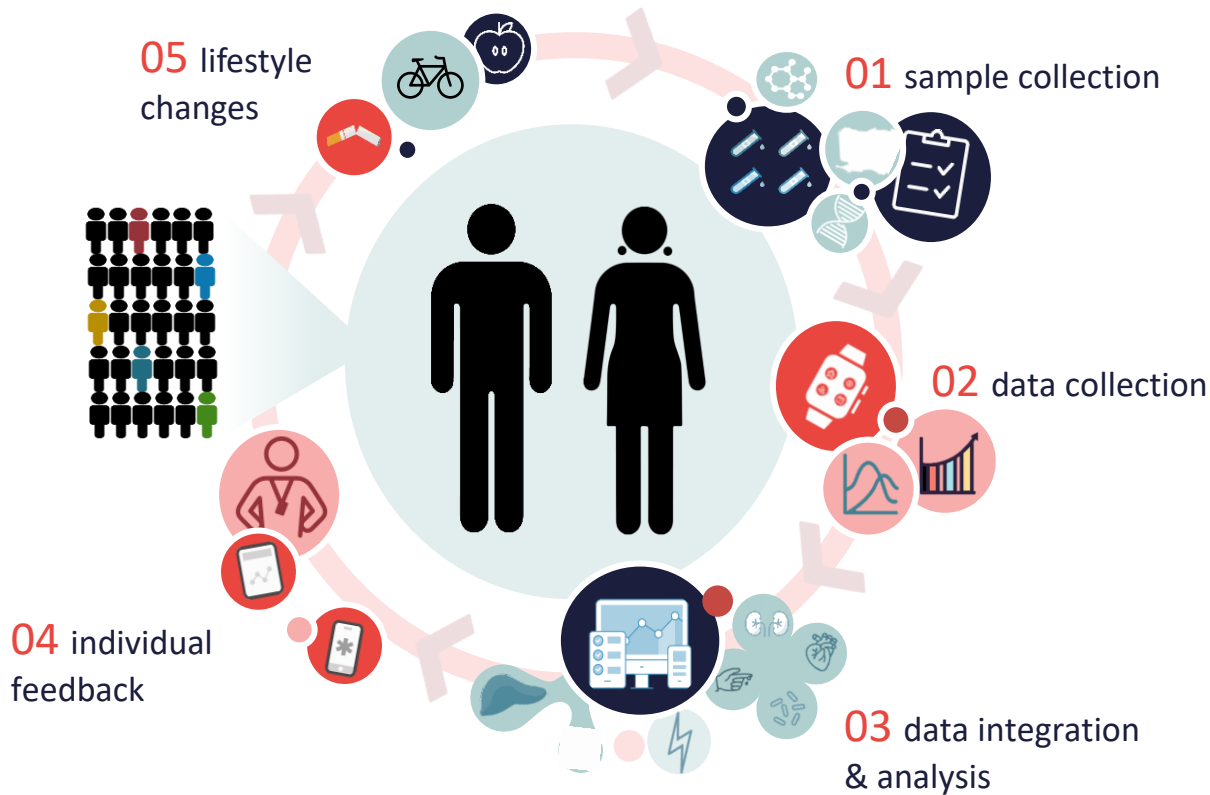 01 sample collection
02 data collection
03 data integration
& analysis
04 individual
feedback
05 lifestyle
changes